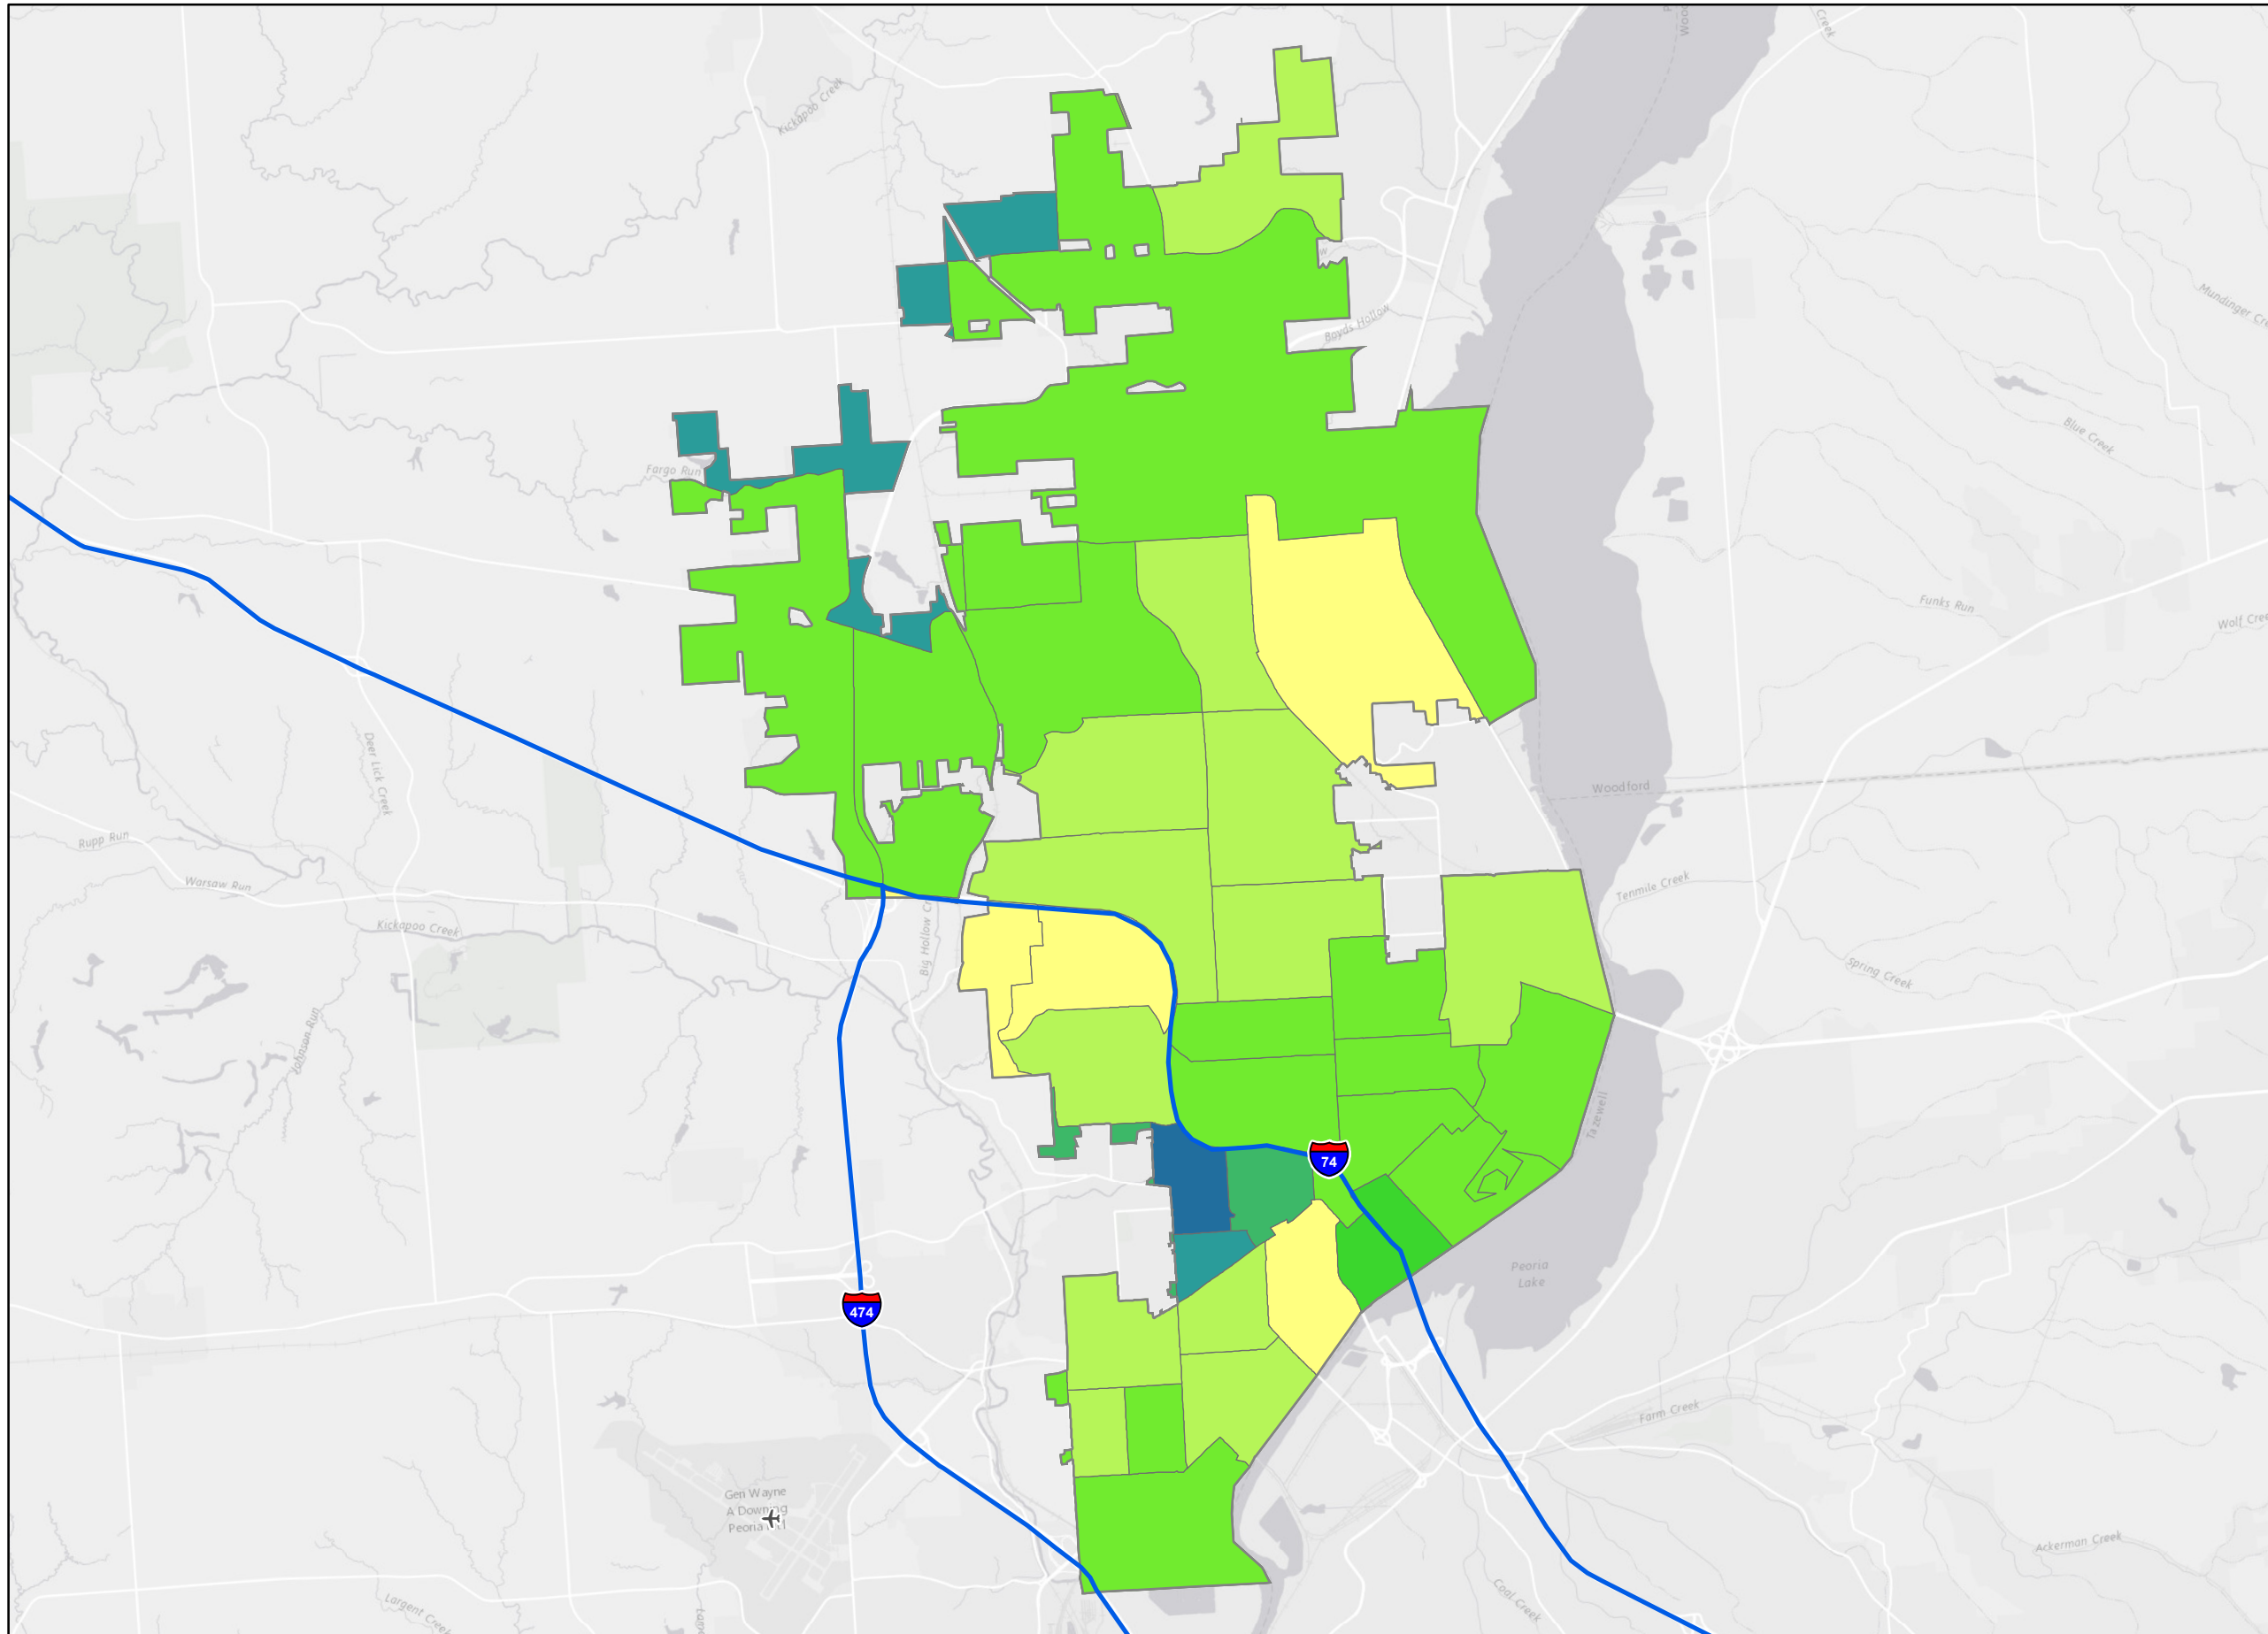 Kickapoo Creek
Creek
Mundinger Cre
Boyds Hollow
Blue Creek
Fargo Run
Funks Run
Wolf Cree
Deer Lick Creek
Woodford
Rupp Run
Warsaw Run
Tenmile Creek
Kickapoo Creek
Big Hollow Cr
Spring Creek
Johnson Run
Tazewell
74
Peoria
Lake
474
Farm Creek
Gen Wayne
A Downing
Peoria
Ackerman Creek
Coal Creek
Largent Creek